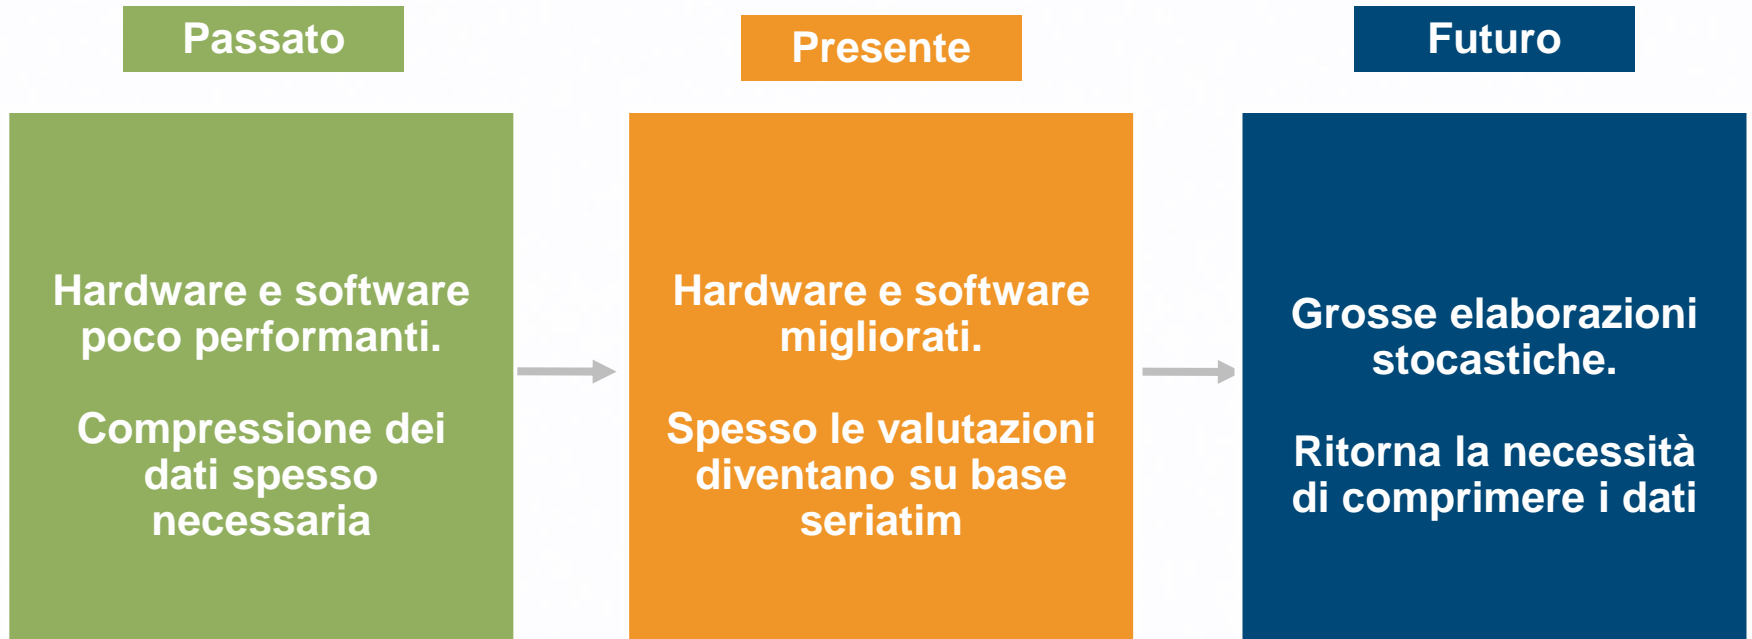 Passato
Hardware e software
poco performanti.
Compressione dei
dati spesso
necessaria
Presente
Hardware e software
migliorati.
Spesso le valutazioni
diventano su base
seriatim
Futuro
Grosse elaborazioni
stocastiche.
Ritorna la necessità
di comprimere i dati